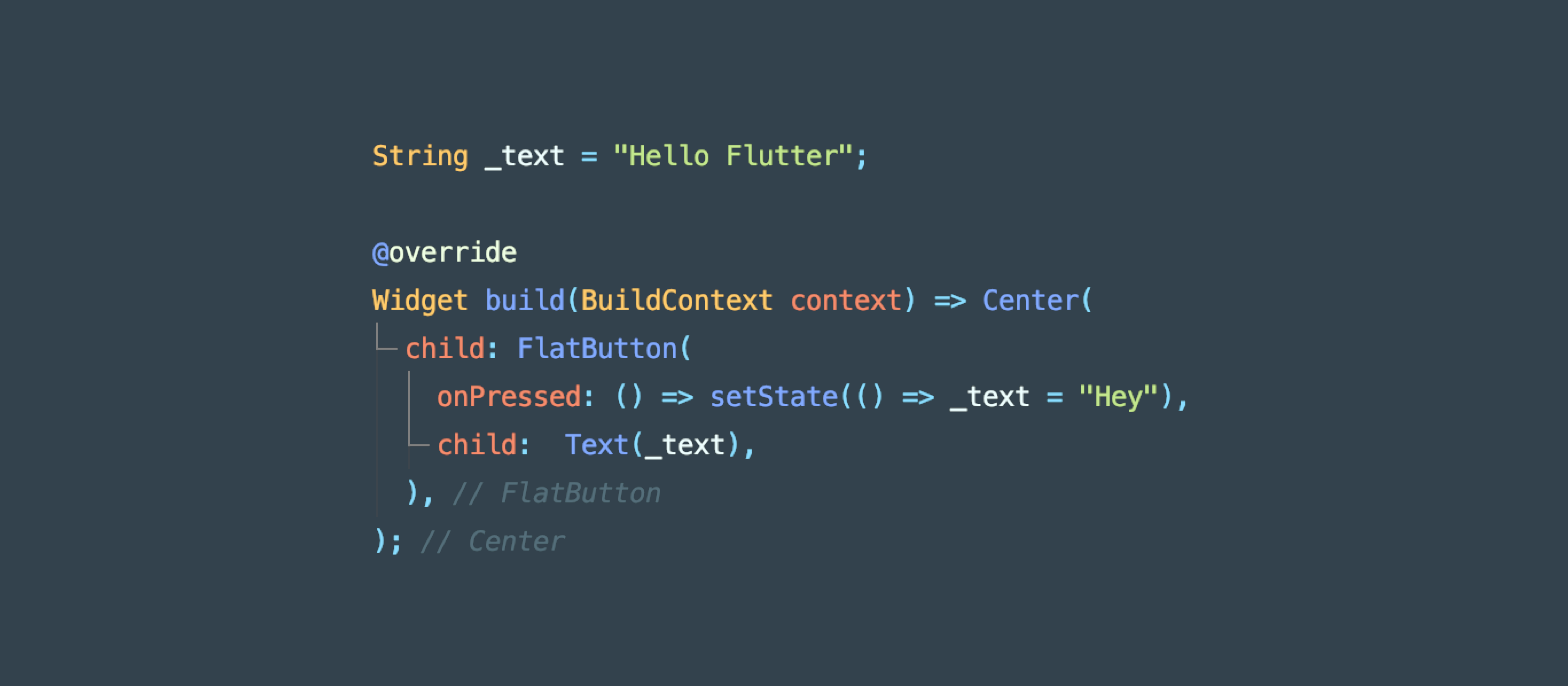 String _text = "Hello Flutter";
@override
Widget build(BuildContext context) => Center(
child: FlatButton(
onPressed: () => setState(() => _text = "Hey"),
child:  Text(_text),
), // FlatButton
); // Center